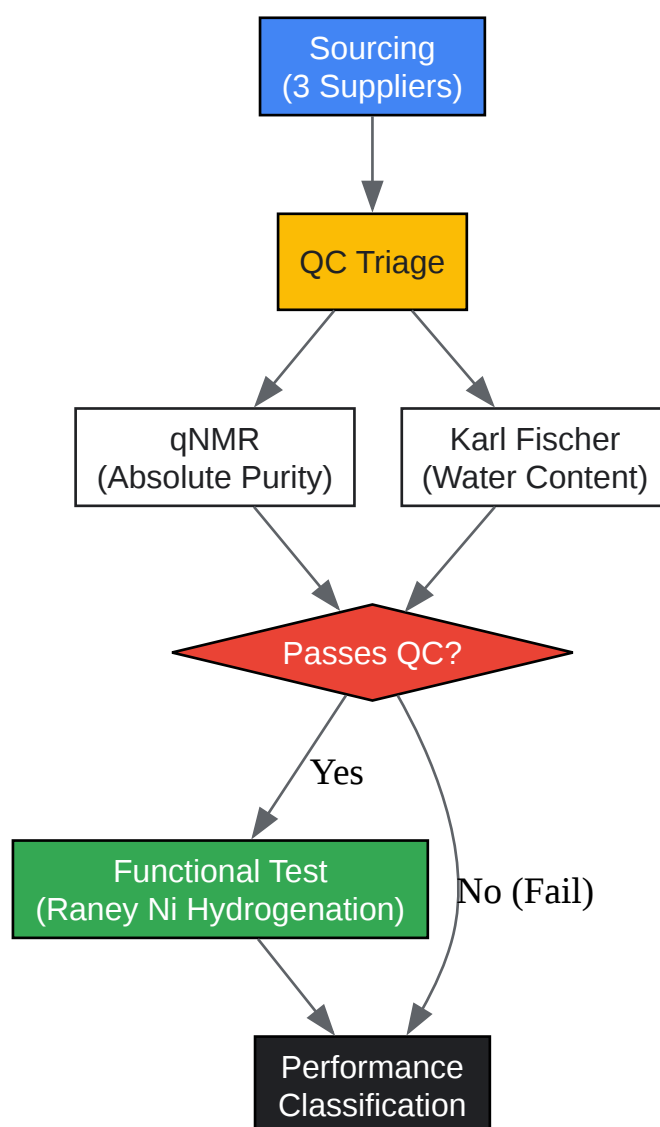 Sourcing
(3 Suppliers)
QC Triage
qNMR
(Absolute Purity)
Karl Fischer
(Water Content)
Passes QC?
Yes
Functional Test
(Raney Ni Hydrogenation)
No (Fail)
Performance
Classification